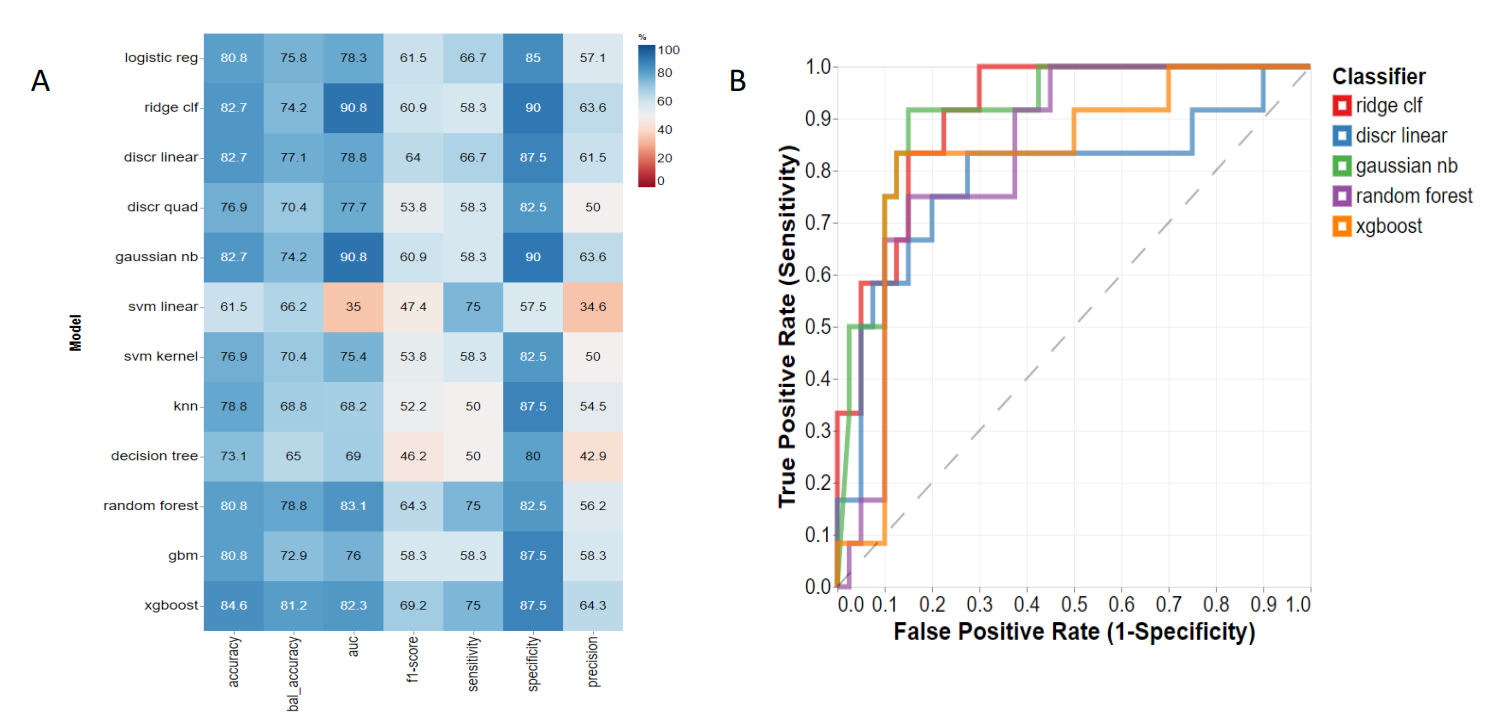 A
%
100
80
60
40
20
0
logistic reg 80.8 75.8 78.3 61.5 66.7 85 57.1
ridge clf 82.7 74.2 90.8 60.9 58.3 90 63.6
discr linear 82.7 77.1 78.8 64 66.7 87.5 61.5
discr quad 76.9 70.4 77.7 53.8 58.3 82.5 50
gaussian nb 82.7 74.2 90.8 60.9 58.3 90 63.6
svm linear 61.5 66.2 35 47.4 75 57.5 34.6
svm kernel 76.9 70.4 75.4 53.8 58.3 82.5 50
knn 78.8 68.8 68.2 52.2 50 87.5 54.5
decision tree 73.1 65 69 46.2 50 80 42.9
random forest 80.8 78.8 83.1 64.3 75 82.5 56.2
gbm 80.8 72.9 76 58.3 58.3 87.5 58.3
xgboost 84.6 81.2 82.3 69.2 75 87.5 64.3
Model
accuracy
bal_accuracy
auc
f1-score
sensitivity
specificity
precision
B
True Positive Rate (Sensitivity)
1.0
0.9
0.8
0.7
0.6
0.5
0.4
0.3
0.2
0.1
0.0
0.0 0.1 0.2 0.3 0.4 0.5 0.6 0.7 0.8 0.9 1.0
False Positive Rate (1-Specificity)
Classifier
ridge clf
discr linear
gaussian nb
random forest
xgboost